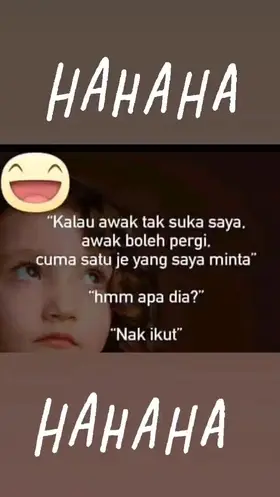 HAHAHA
"Kalau awak tak suka saya,
awak boleh pergi,
cuma satu je yang saya minta"
"hmm apa dia?"
"Nak ikut"
HAHAHA